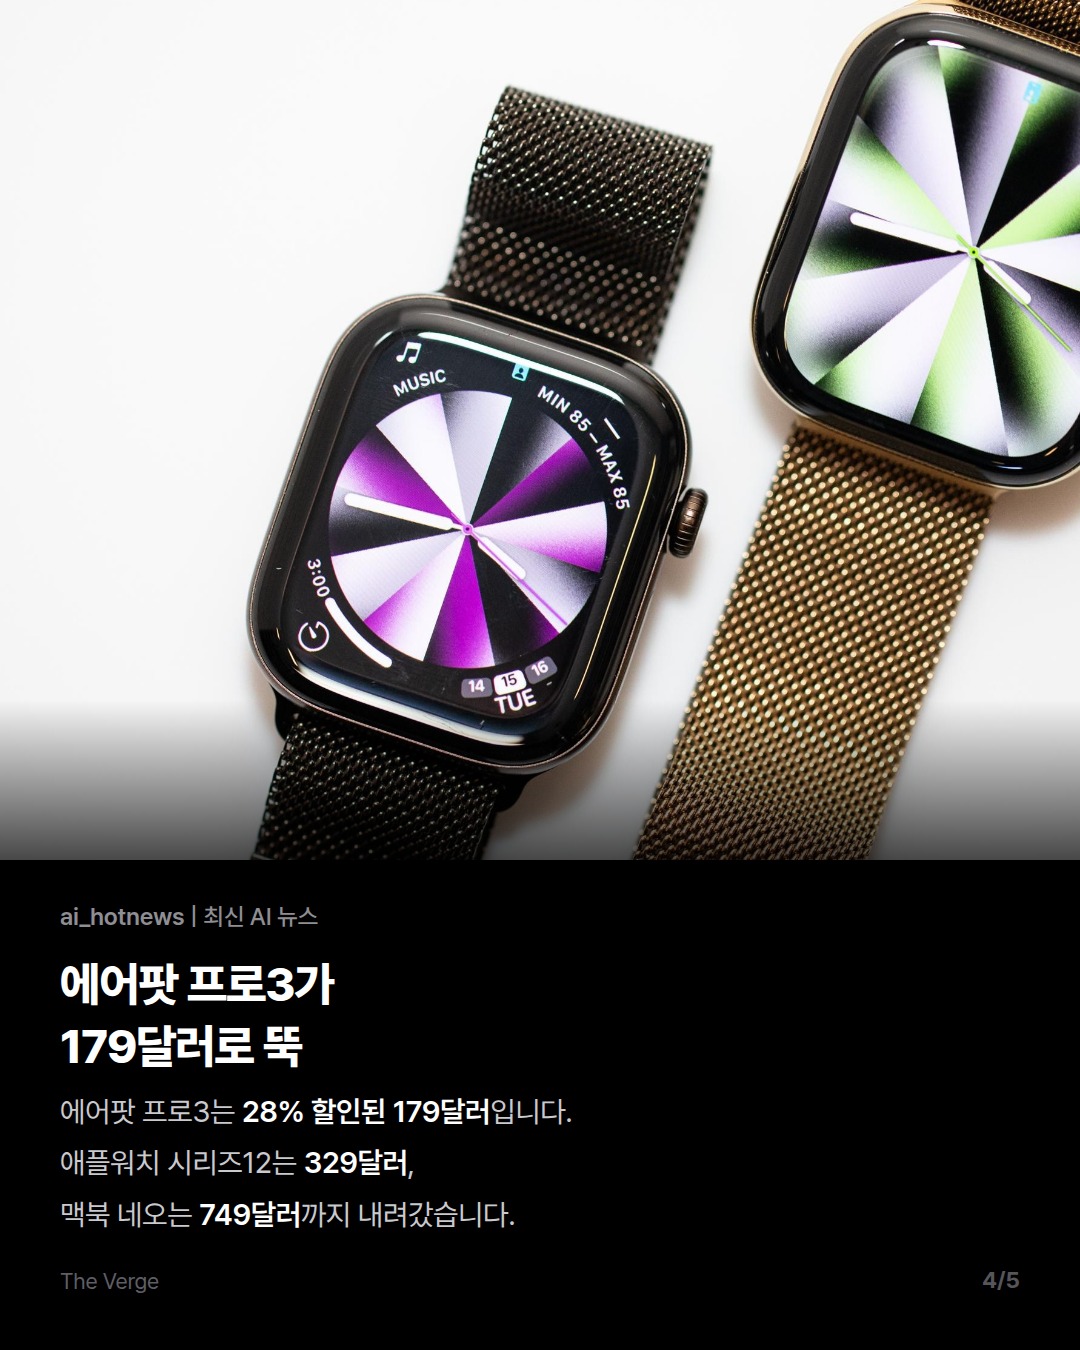 MUSIC
MIN 85 – MAX 85
3:00
14 15 16
TUE
ai_hotnews | 최신 AI 뉴스
에어팟 프로3가
179달러로 뚝
에어팟 프로3는 28% 할인된 179달러입니다.
애플워치 시리즈12는 329달러,
맥북 네오는 749달러까지 내려갔습니다.
The Verge
4/5